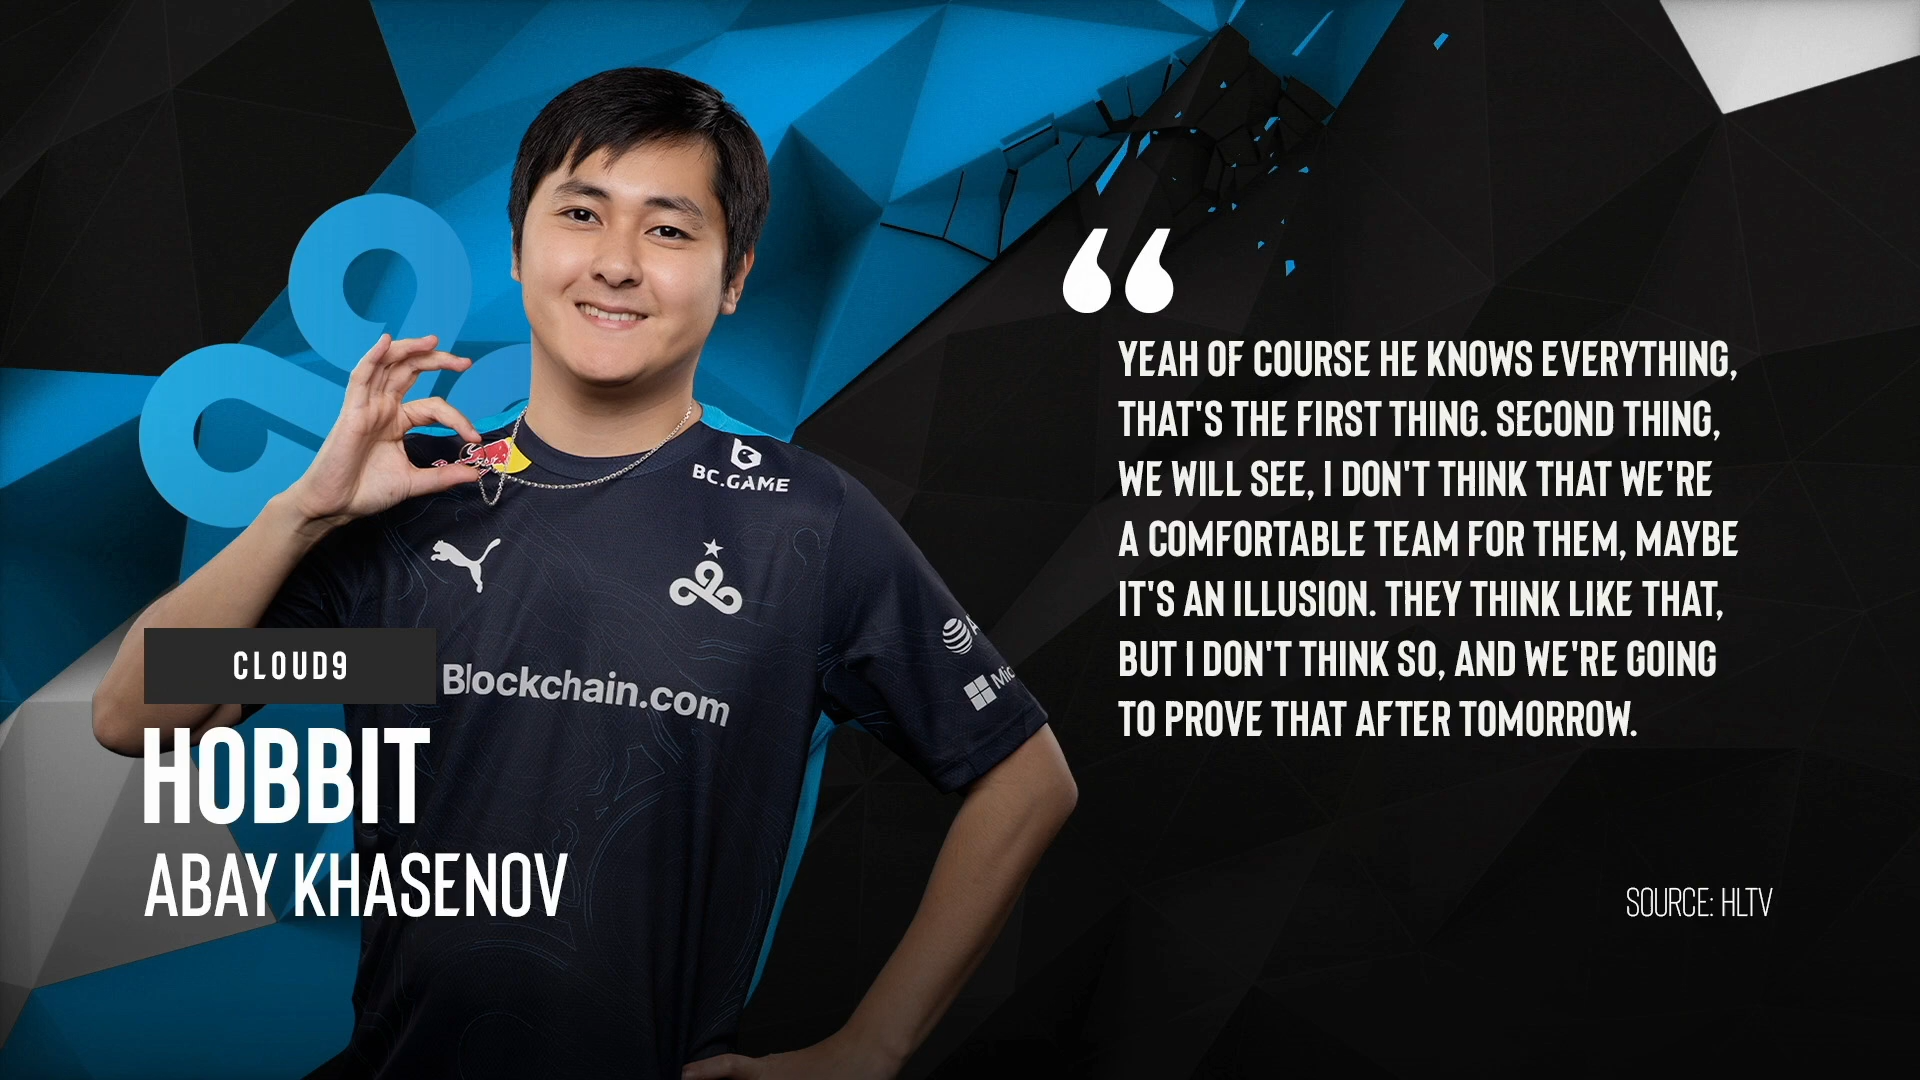 “
YEAH OF COURSE HE KNOWS EVERYTHING,
THAT'S THE FIRST THING. SECOND THING,
WE WILL SEE, I DON'T THINK THAT WE'RE
A COMFORTABLE TEAM FOR THEM, MAYBE
IT'S AN ILLUSION. THEY THINK LIKE THAT,
BUT I DON'T THINK SO, AND WE'RE GOING
TO PROVE THAT AFTER TOMORROW.
SOURCE: HLTV
BC.GAME
Blockchain.com
CLOUD9
HOBBIT
ABAY KHASENOV